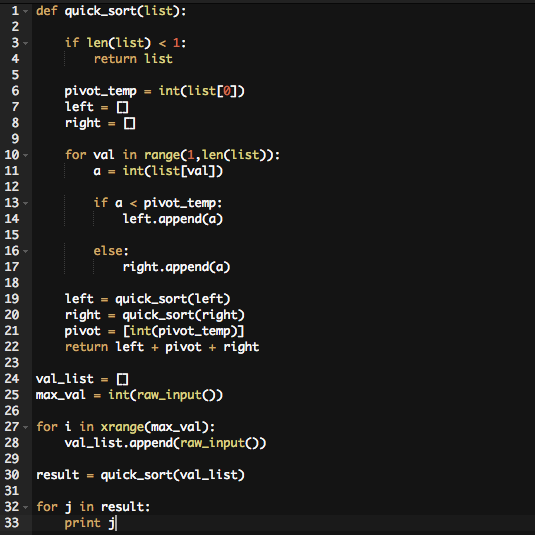 1 def quick_sort(list):
2
3     if len(list) < 1:
4         return list
5
6     pivot_temp = int(list[0])
7     left = []
8     right = []
9
10     for val in range(1,len(list)):
11         a = int(list[val])
12
13         if a < pivot_temp:
14             left.append(a)
15
16         else:
17             right.append(a)
18
19     left = quick_sort(left)
20     right = quick_sort(right)
21     pivot = [int(pivot_temp)]
22     return left + pivot + right
23
24 val_list = []
25 max_val = int(raw_input())
26
27 for i in xrange(max_val):
28     val_list.append(raw_input())
29
30 result = quick_sort(val_list)
31
32 for j in result:
33     print j